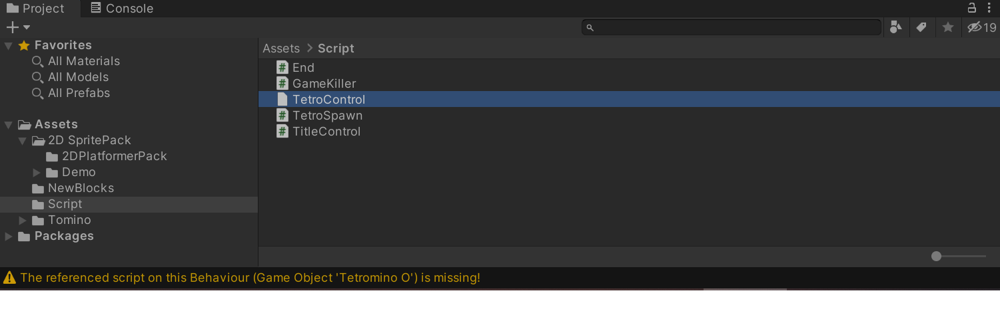 Project
Console
19
Favorites
All Materials
All Models
All Prefabs
Assets
2D SpritePack
2DPlatformerPack
Demo
NewBlocks
Script
Tomino
Packages
Assets > Script
# End
# GameKiller
TetroControl
# TetroSpawn
# TitleControl
The referenced script on this Behaviour (Game Object 'Tetromino O') is missing!